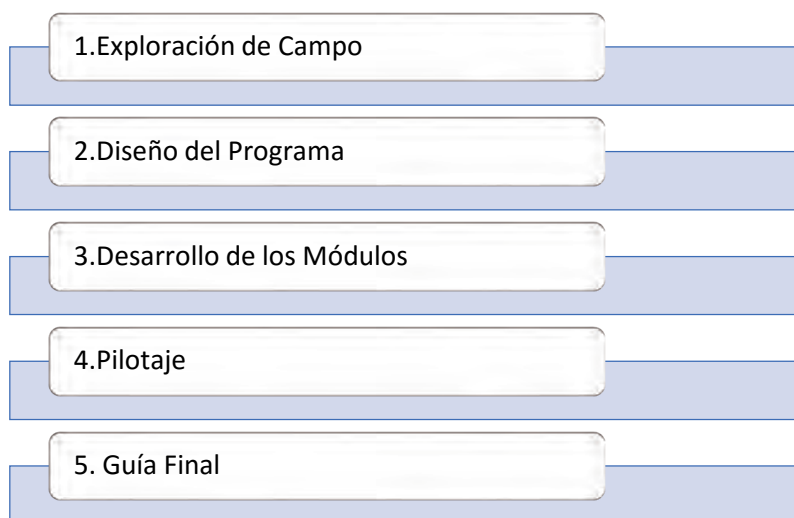 1.Exploración de Campo
2.Diseño del Programa
3.Desarrollo de los Módulos
4.Pilotaje
5. Guía Final